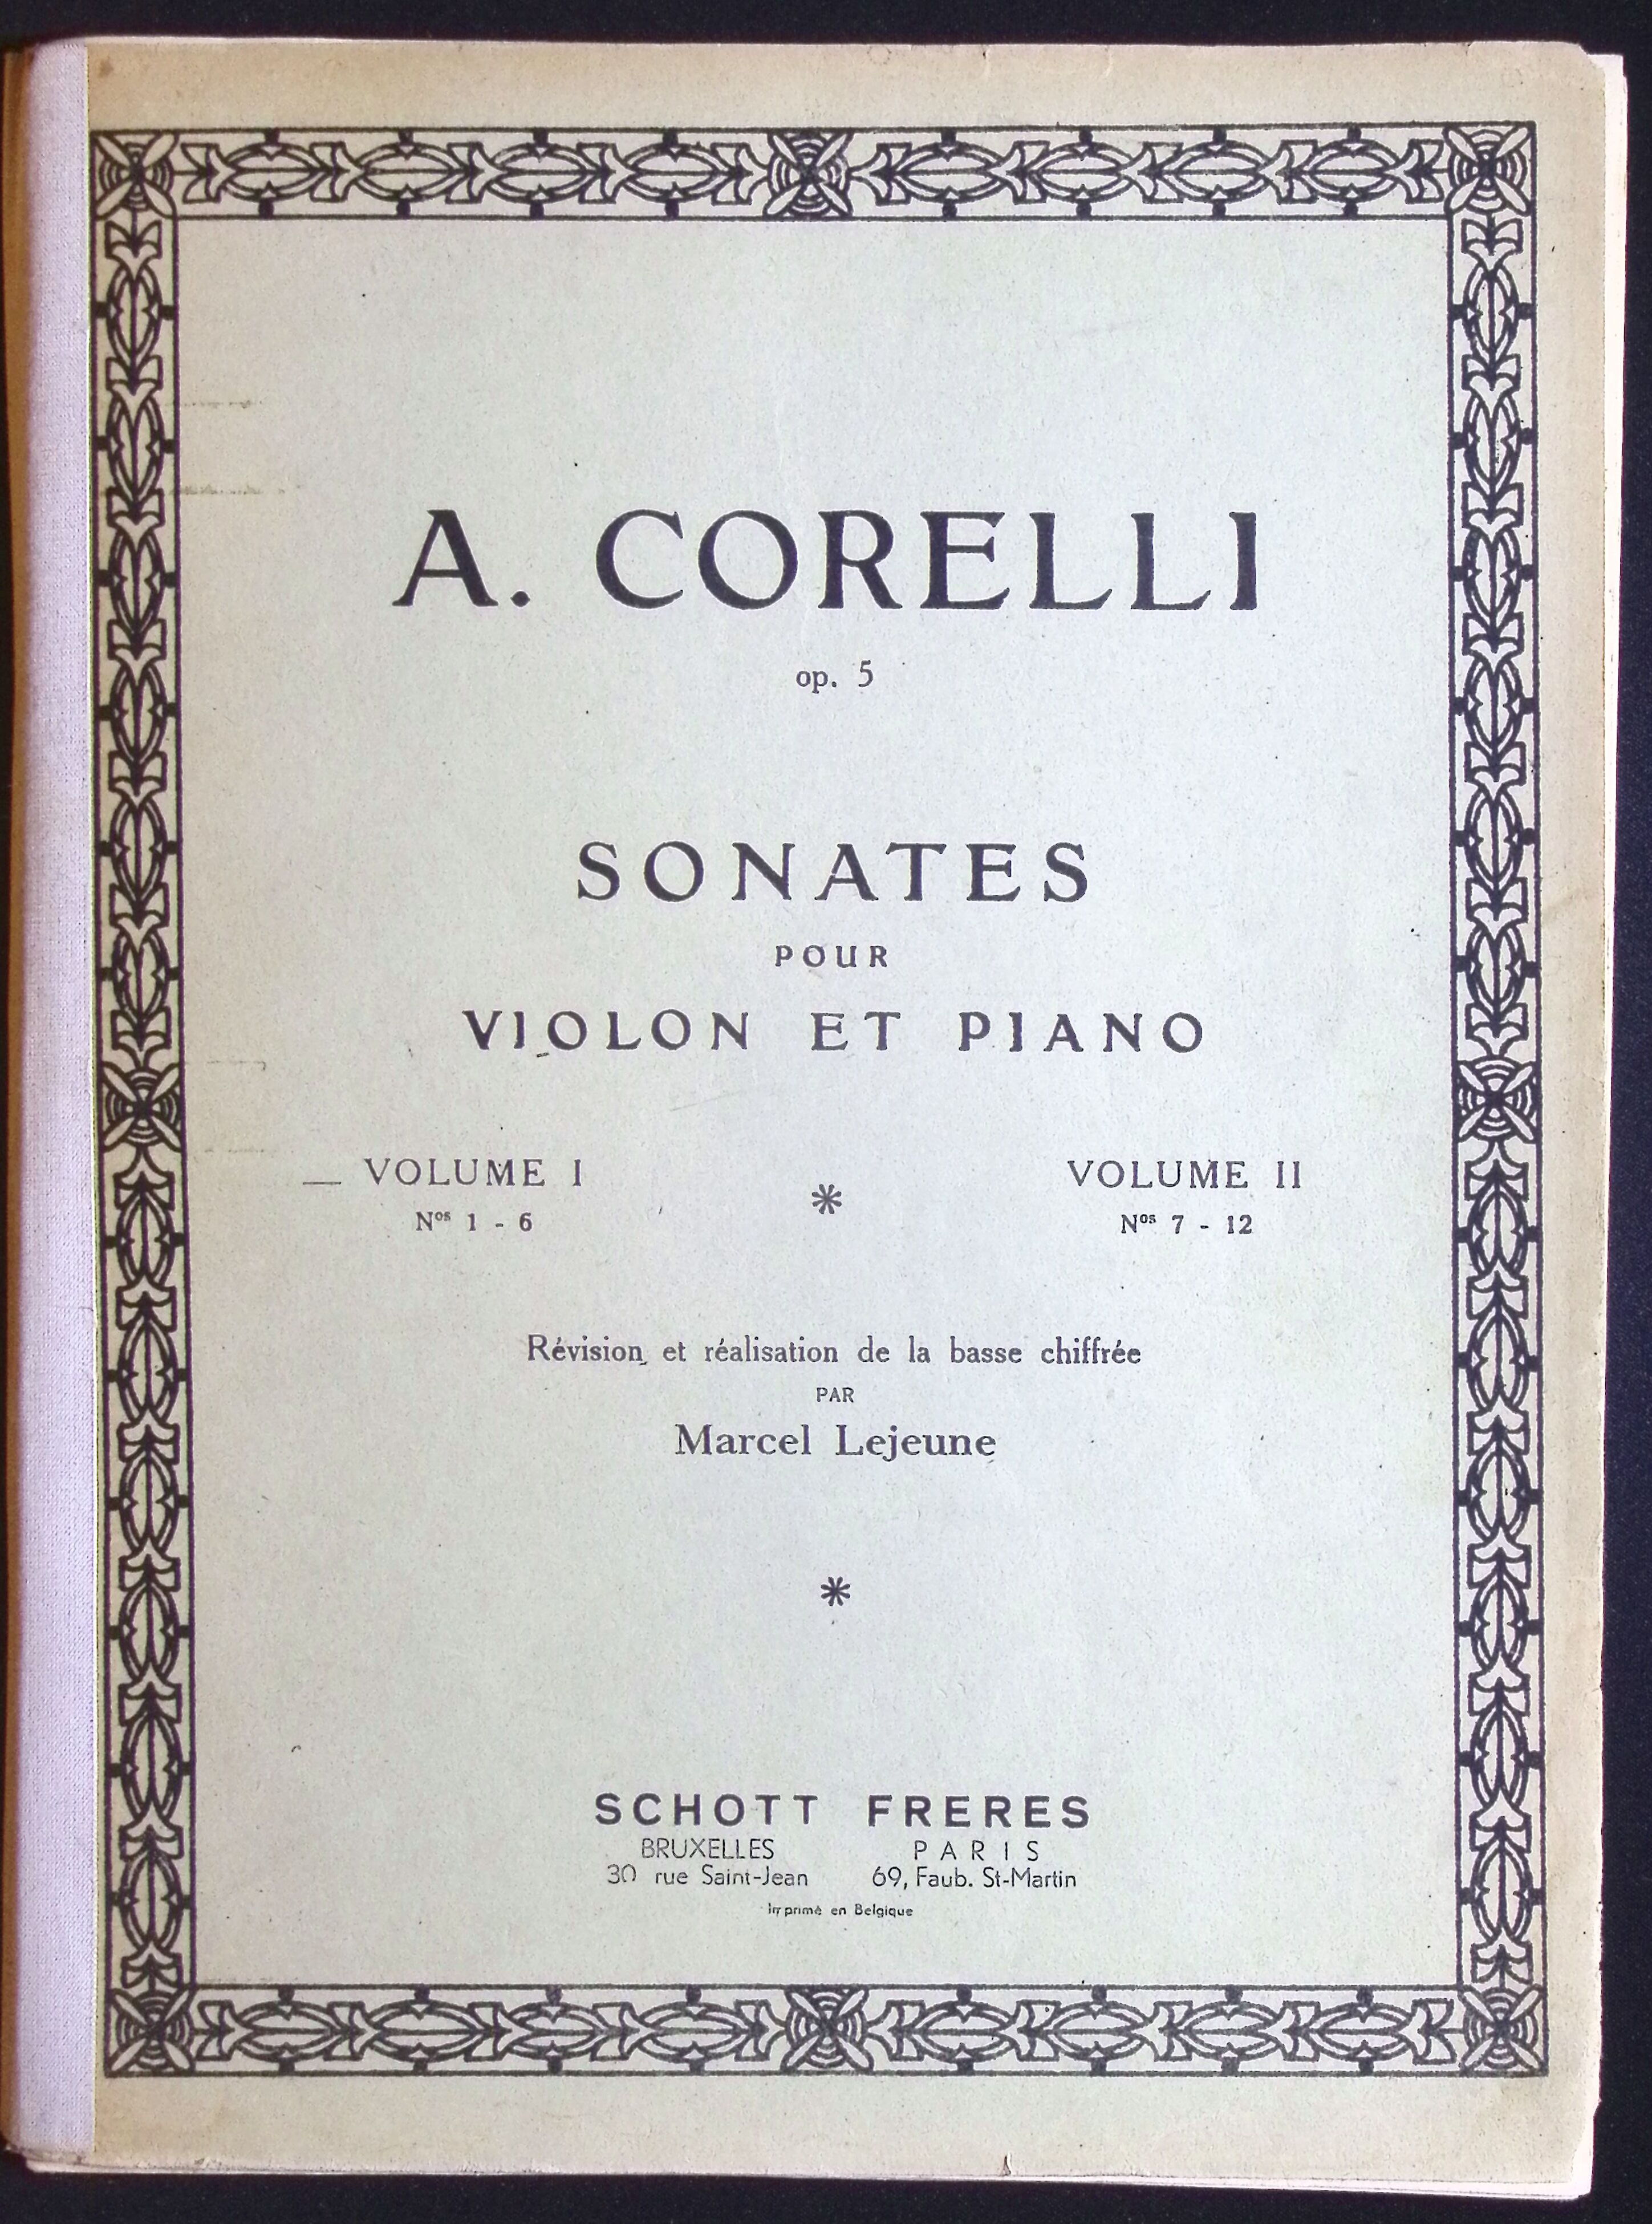 A. CORELLI
op. 5
SONATES
POUR
VIOLON ET PIANO
VOLUME I
Nos 1 - 6
*
VOLUME II
Nos 7 - 12
Révision et réalisation de la basse chiffrée
PAR
Marcel Lejeune
*
SCHOTT FRERES
BRUXELLES
30 rue Saint-Jean
PARIS
69, Faub. St-Martin
Imprimé en Belgique